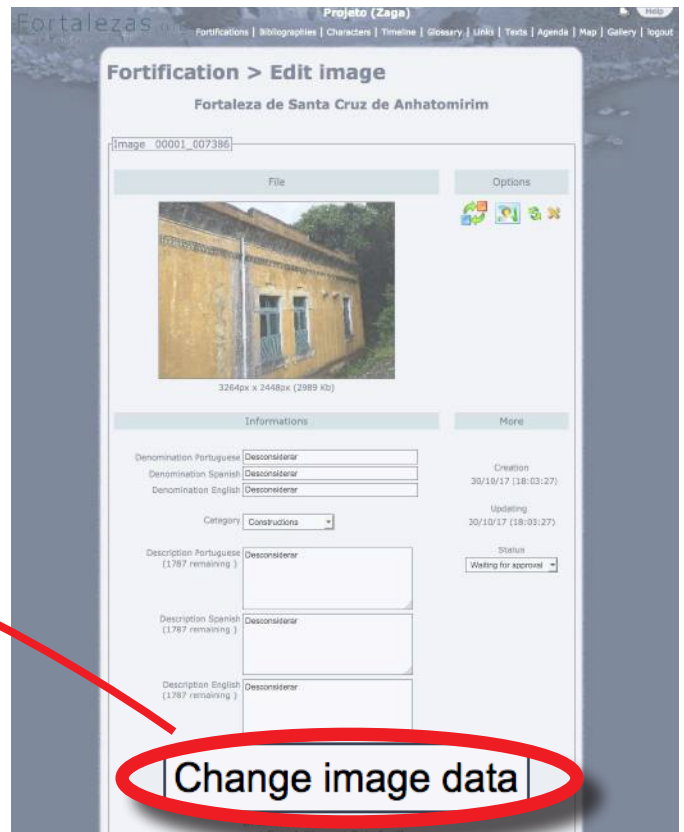 Fortalezas
Projeto (Zaga)
Help
Fortifications | Bibliographies | Characters | Timeline | Glossary | Links | Texts | Agenda | Map | Gallery | logout
Fortification > Edit image
Fortaleza de Santa Cruz de Anhatomirim
Image 00001_007386
File
Options
3264px x 2448px (2989 Kb)
Informations
More
Denomination Portuguese Desconsiderar
Denomination Spanish Desconsiderar
Denomination English Desconsiderar
Creation
30/10/17 (18:03:27)
Category Constructions
Updating
30/10/17 (18:03:27)
Description Portuguese Desconsiderar
(1787 remaining )
Status
Waiting for approval
Description Spanish Desconsiderar
(1787 remaining )
Description English Desconsiderar
(1787 remaining )
Change image data